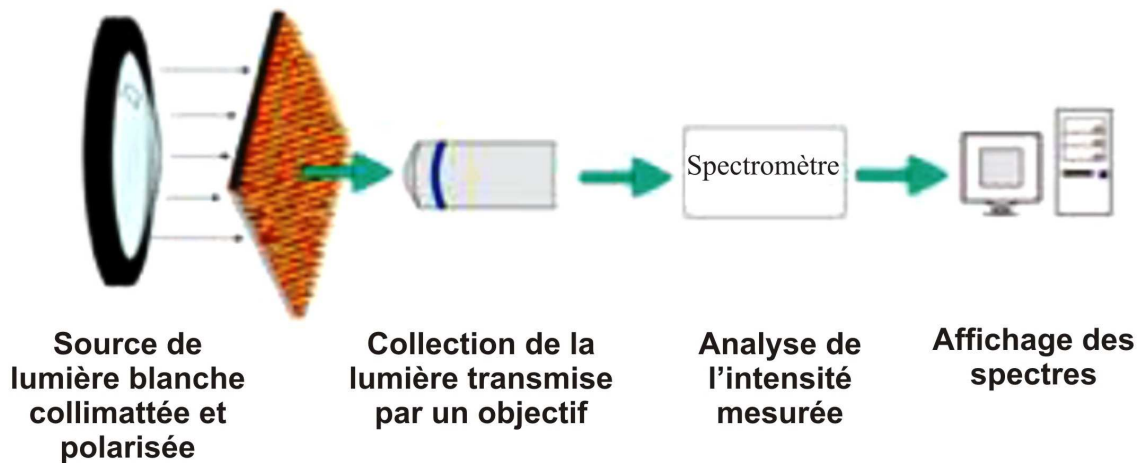 Spectromètre
Source de
lumière blanche
collimattée et
polarisée
Collection de la
lumière transmise
par un objectif
Analyse de
l'intensité
mesurée
Affichage des
spectres